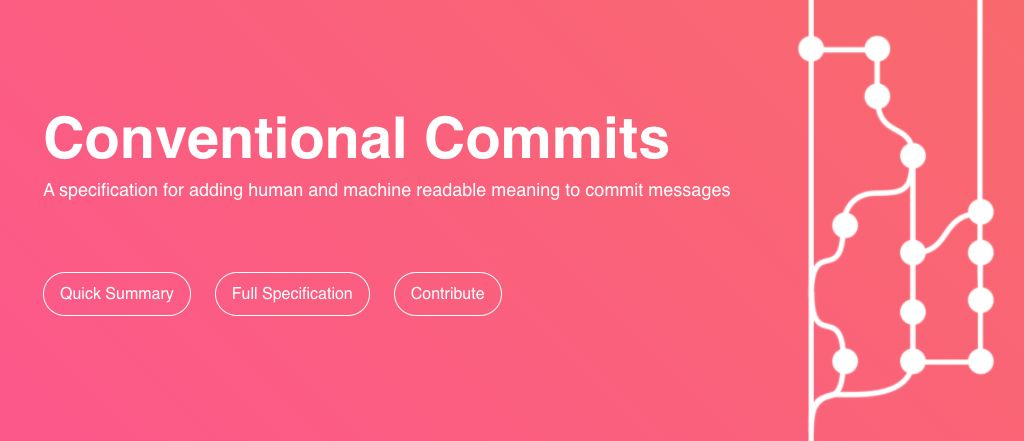 Conventional Commits
A specification for adding human and machine readable meaning to commit messages
Quick Summary
Full Specification
Contribute